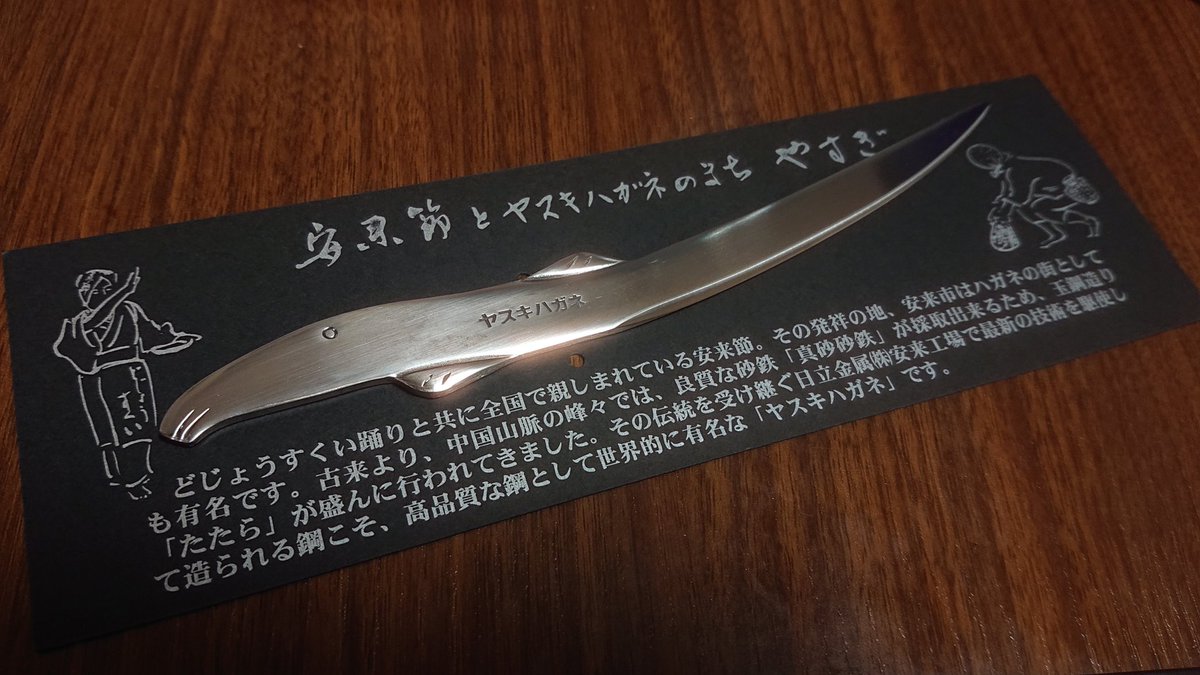 安来節とヤスキハガネのまち やすぎ
ヤスキハガネ
どじょうすくい踊りと共に全国で親しまれている安来節。その発祥の地、安来市はハガネの街として
も有名です。古来より、中国山脈の峰々では、良質な砂鉄「真砂砂鉄」が採取出来るため、玉鋼造り
「たたら」が盛んに行われてきました。その伝統を受け継ぐ日立金属㈱安来工場で最新の技術を駆使し
て造られる鋼こそ、高品質な鋼として世界的に有名な「ヤスキハガネ」です。